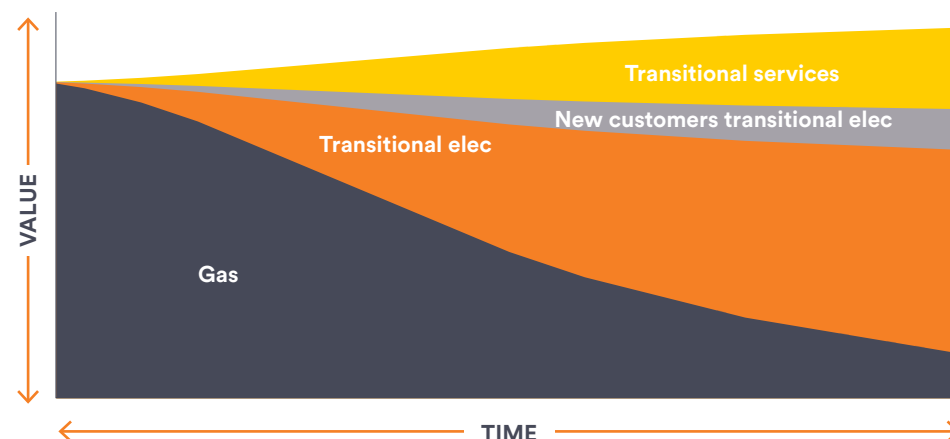 Transitional services
New customers transitional elec
Transitional elec
VALUE
Gas
TIME